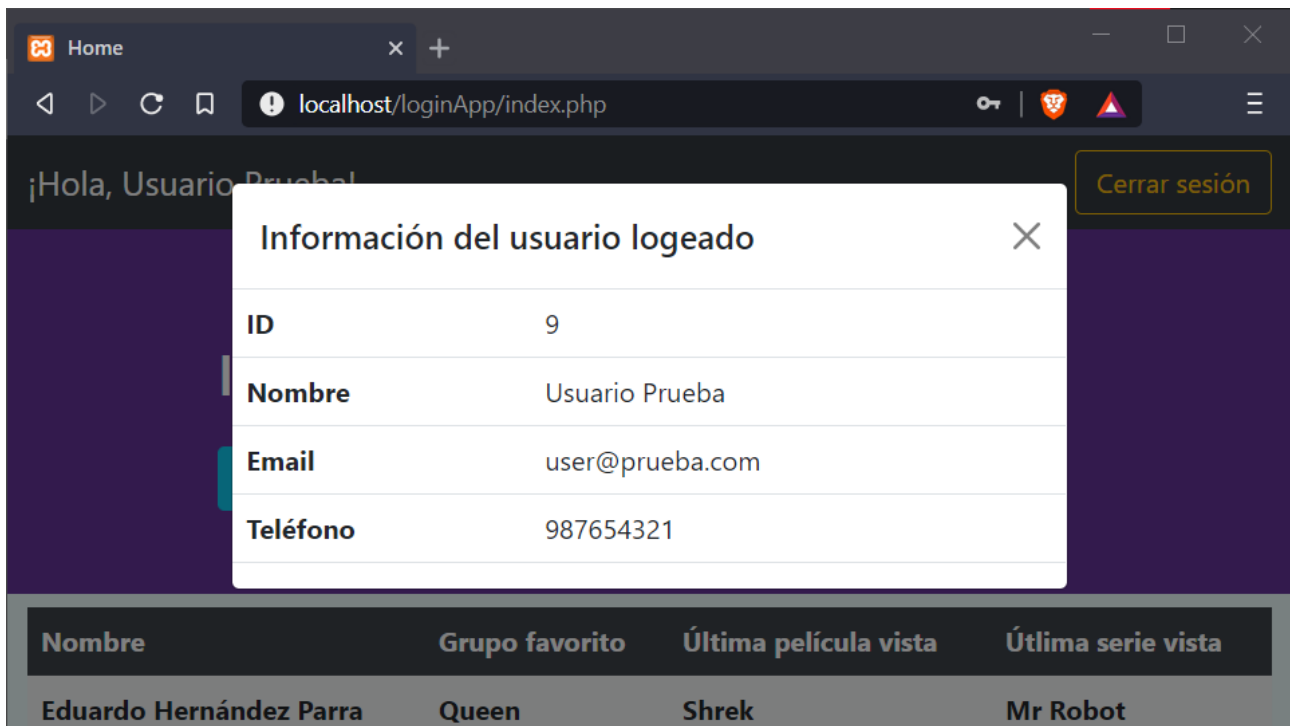 Home
localhost/loginApp/index.php
¡Hola, Usuario Prueba!
Cerrar sesión
Información del usuario logeado
ID 9
Nombre Usuario Prueba
Email user@prueba.com
Teléfono 987654321
Nombre Grupo favorito Última película vista Útlima serie vista
Eduardo Hernández Parra Queen Shrek Mr Robot